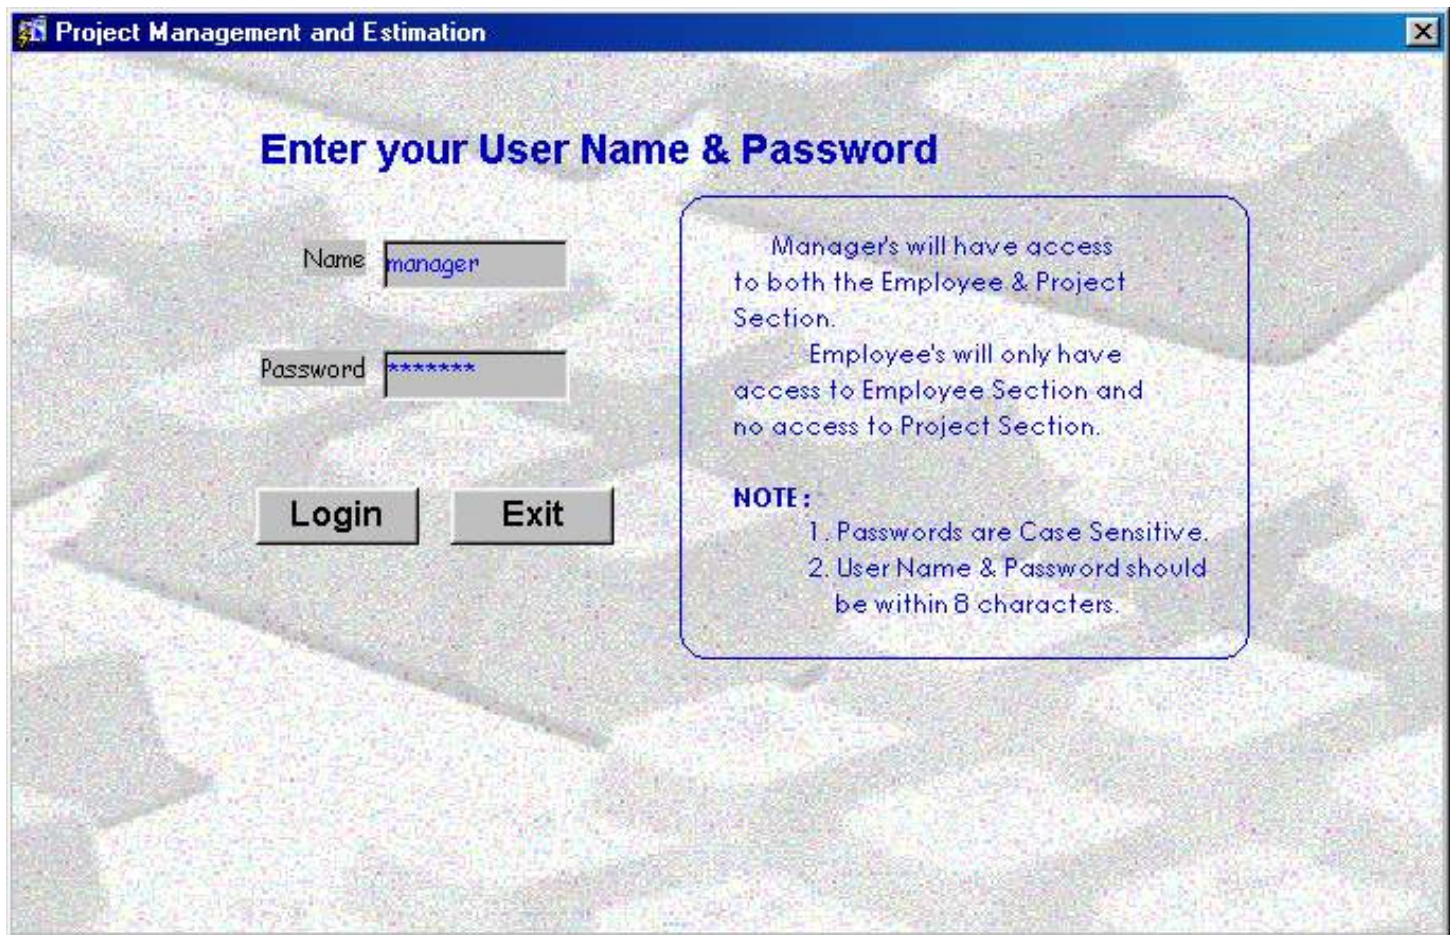 Project Management and Estimation
Enter your User Name & Password
Name
manager
Password
*******
Login
Exit
Manager's will have access
to both the Employee & Project
Section.
Employee's will only have
access to Employee Section and
no access to Project Section.
NOTE :
1. Passwords are Case Sensitive.
2. User Name & Password should
be within 8 characters.